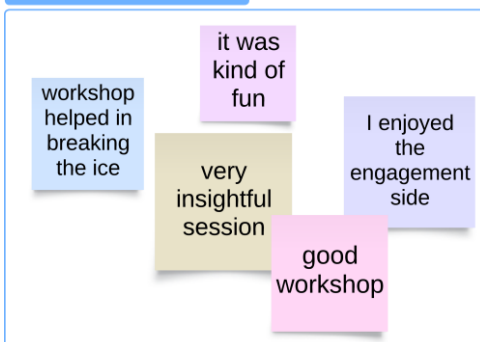 it was
kind of
fun
workshop
helped in
breaking
the ice
I enjoyed
the
engagement
side
very
insightful
session
good
workshop